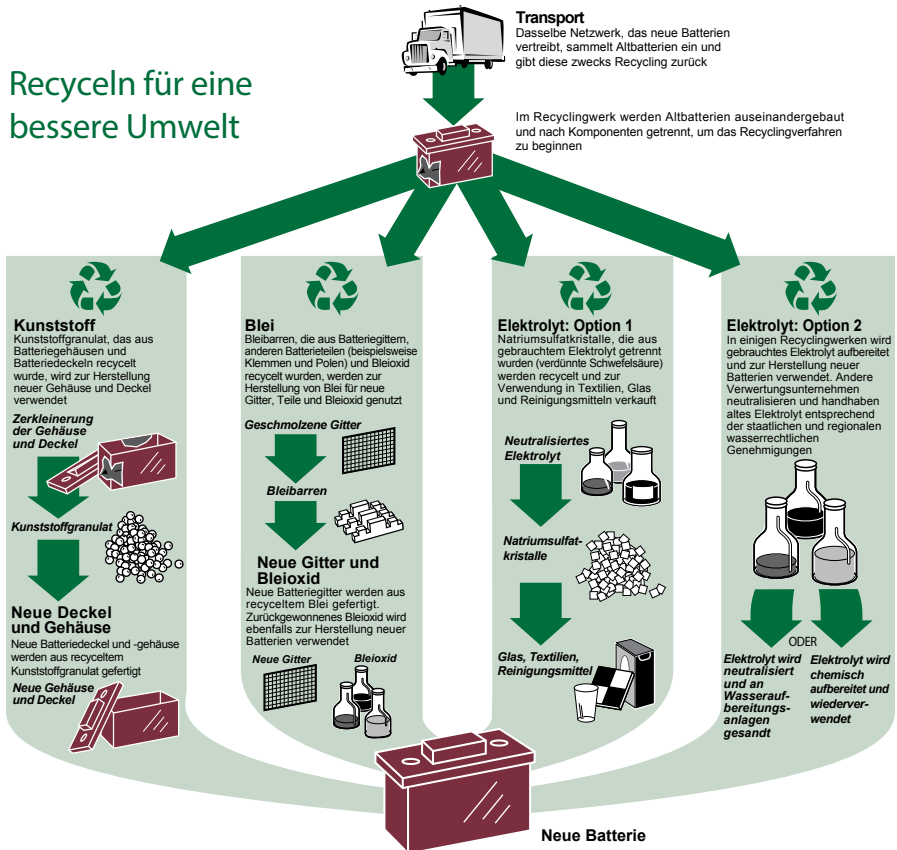 Recyceln für eine
bessere Umwelt
Transport
Dasselbe Netzwerk, das neue Batterien
vertreibt, sammelt Altbatterien ein und
gibt diese zwecks Recycling zurück
Im Recyclingwerk werden Altbatterien auseinandergebaut
und nach Komponenten getrennt, um das Recyclingverfahren
zu beginnen
Kunststoff
Kunststoffgranulat, das aus
Batteriegehäusen und
Batteriedeckeln recycelt
wurde, wird zur Herstellung
neuer Gehäuse und Deckel
verwendet
Zerkleinerung
der Gehäuse
und Deckel
Kunststoffgranulat
Neue Deckel
und Gehäuse
Neue Batteriedeckel und -gehäuse
werden aus recyceltem
Kunststoffgranulat gefertigt
Neue Gehäuse
und Deckel
Blei
Bleibarren, die aus Batteriegittern,
anderen Batterieteilen (beispielsweise
Klemmen und Polen) und Bleioxid
recycelt wurden, werden zur
Herstellung von Blei für neue
Gitter, Teile und Bleioxid genutzt
Geschmolzene Gitter
Bleibarren
Neue Gitter und
Bleioxid
Neue Batteriegitter werden aus
recyceltem Blei gefertigt.
Zurückgewonnenes Bleioxid wird
ebenfalls zur Herstellung neuer
Batterien verwendet
Neue Gitter
Bleioxid
Elektrolyt: Option 1
Natriumsulfatkristalle, die aus
gebrauchtem Elektrolyt getrennt
wurden (verdünnte Schwefelsäure)
werden recycelt und zur
Verwendung in Textilien, Glas
und Reinigungsmitteln verkauft
Neutralisiertes
Elektrolyt
Natriumsulfat-
kristalle
Glas, Textilien,
Reinigungsmittel
Elektrolyt: Option 2
In einigen Recyclingwerken wird
gebrauchtes Elektrolyt aufbereitet
und zur Herstellung neuer
Batterien verwendet. Andere
Verwertungsunternehmen
neutralisieren und handhaben
altes Elektrolyt entsprechend
der staatlichen und regionalen
wasserrechtlichen
Genehmigungen
ODER
Elektrolyt wird
neutralisiert
und an
Wasserauf-
bereitungs-
anlagen
gesandt
Elektrolyt wird
chemisch
aufbereitet und
wiederver-
wendet
Neue Batterie